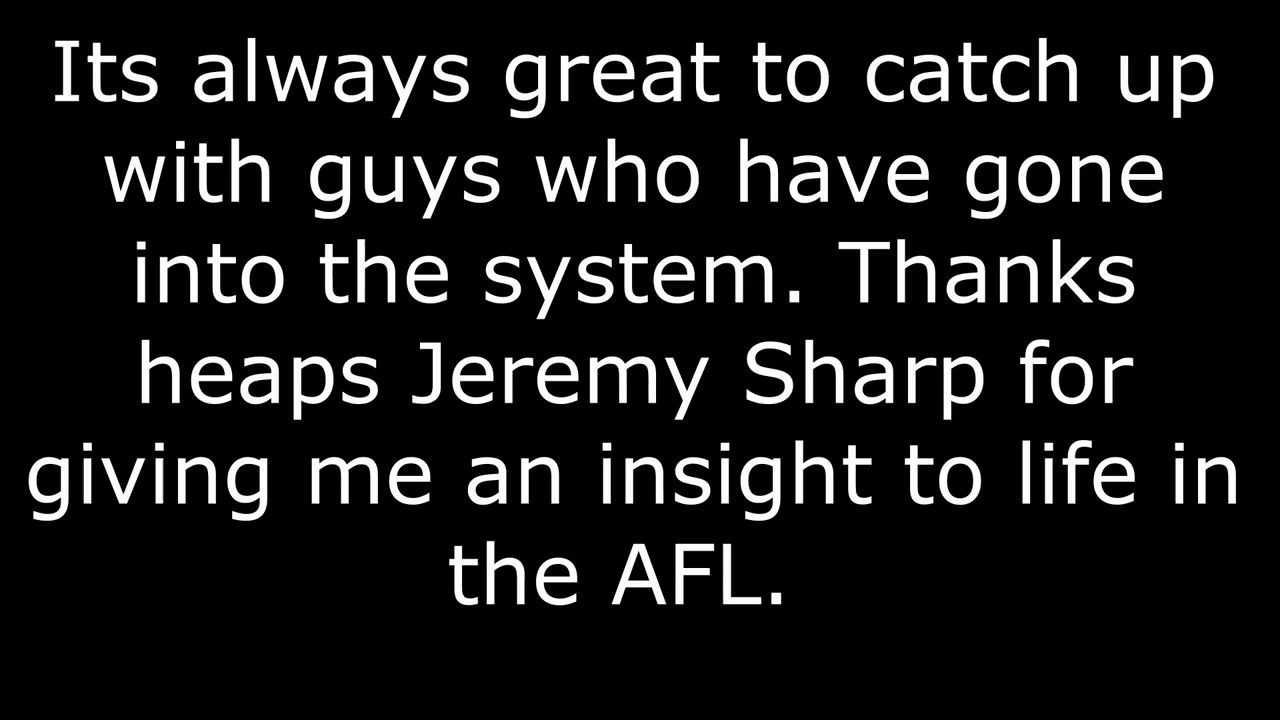 Its always great to catch up
with guys who have gone
into the system. Thanks
heaps Jeremy Sharp for
giving me an insight to life in
the AFL.